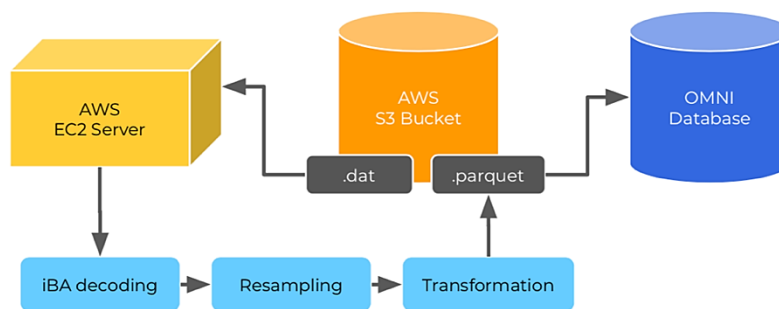 AWS
EC2 Server
AWS
S3 Bucket
OMNI
Database
.dat
.parquet
iBA decoding
Resampling
Transformation